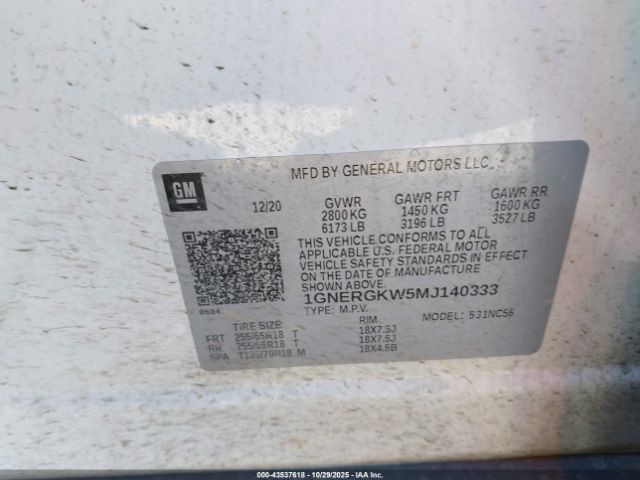 MFD BY GENERAL MOTORS LLC
GM
12/20 GVWR GAWR FRT GAWR RR
2800 KG 1450 KG 1600 KG
6173 LB 3196 LB 3527 LB
THIS VEHICLE CONFORMS TO ALL
APPLICABLE U.S. FEDERAL MOTOR
VEHICLE SAFETY STANDARDS IN EFFECT
ON THE DATE OF MANUFACTURE
SHOWN ABOVE.
1GNERGKW5MJ140333
TYPE: M.P.V. MODEL: 531NC56
TIRE SIZE RIM
FRT 255/65R18 T 18X7.5J
RR 255/65R18 T 18X7.5J
SPA T135/70R18 M 18X4.5B
000-43537618 | 10/29/2025 - IAA Inc.